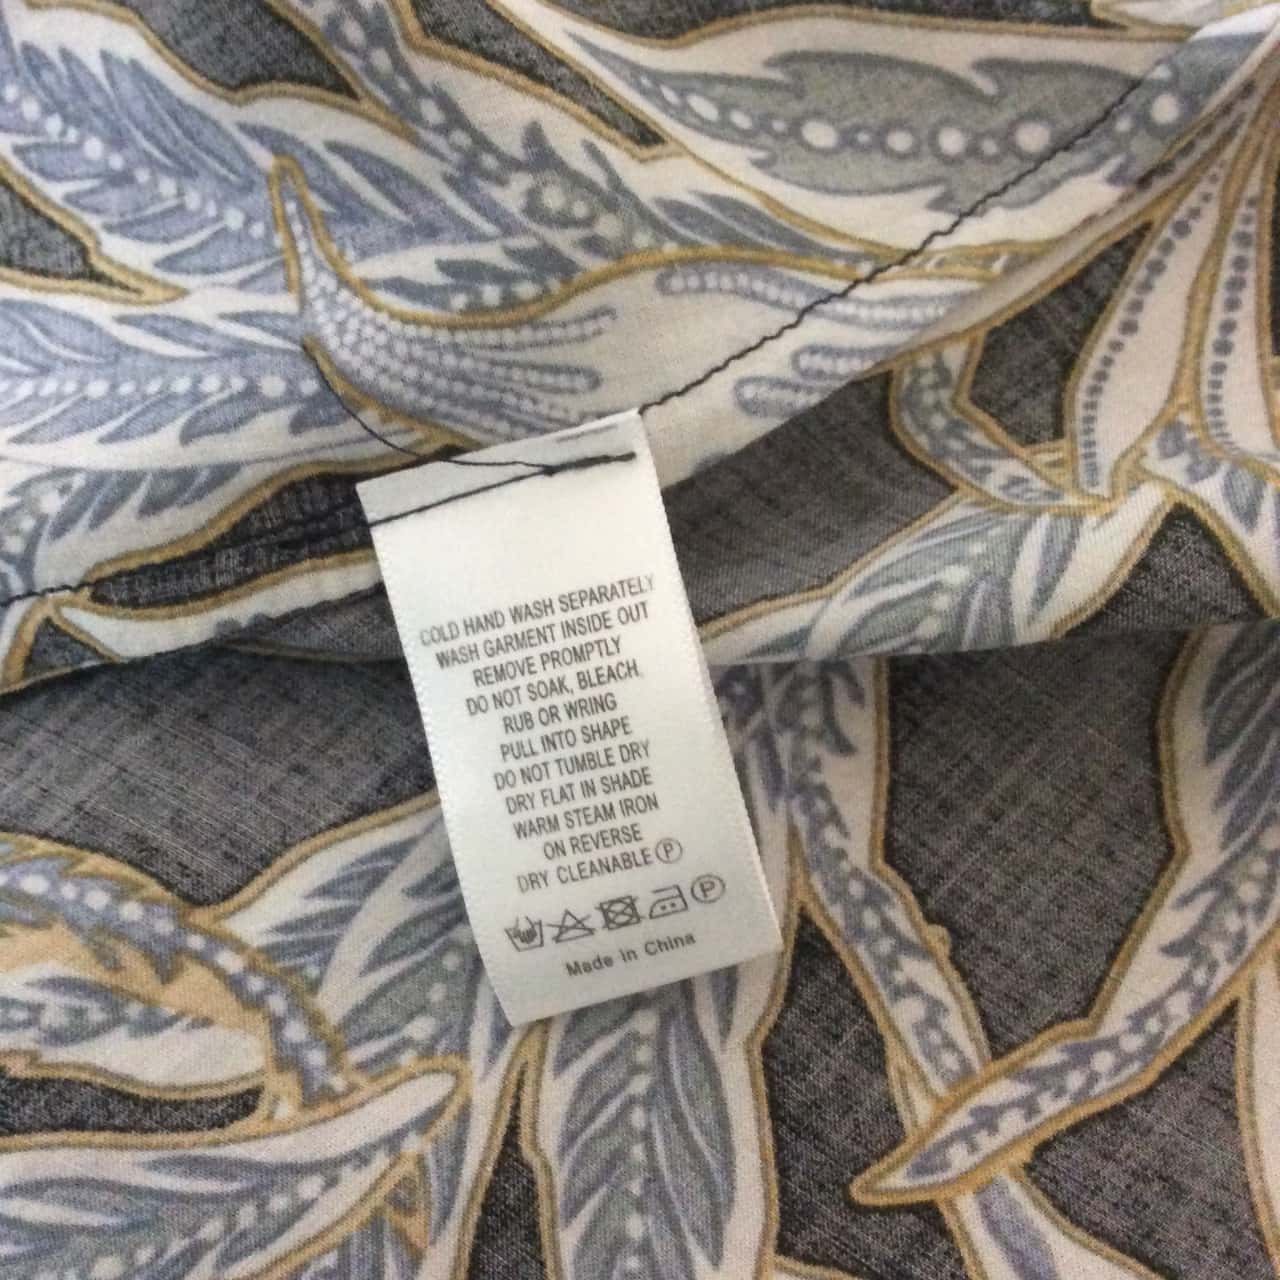 COLD HAND WASH SEPARATELY
WASH GARMENT INSIDE OUT
REMOVE PROMPTLY
DO NOT SOAK, BLEACH,
RUB OR WRING
PULL INTO SHAPE
DO NOT TUMBLE DRY
DRY FLAT IN SHADE
WARM STEAM IRON
ON REVERSE
DRY CLEANABLE Ⓟ
Ⓟ
Made in China